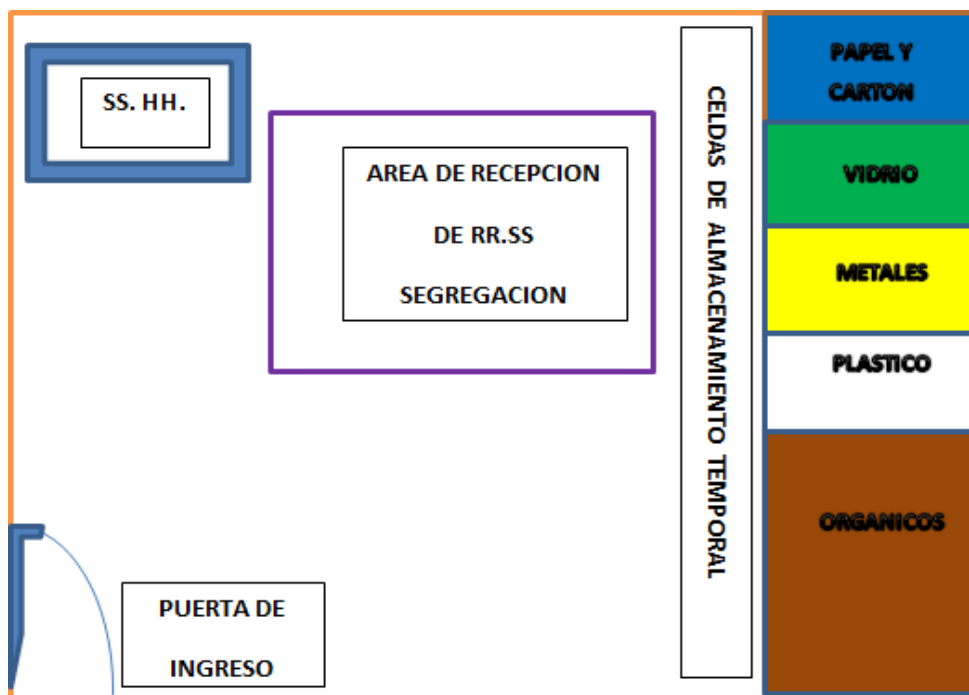 SS. HH.
AREA DE RECEPCION
DE RR.SS
SEGREGACION
CELDAS DE ALMACENAMIENTO TEMPORAL
PAPEL Y
CARTON
VIDRIO
METALES
PLASTICO
ORGANICOS
PUERTA DE
INGRESO